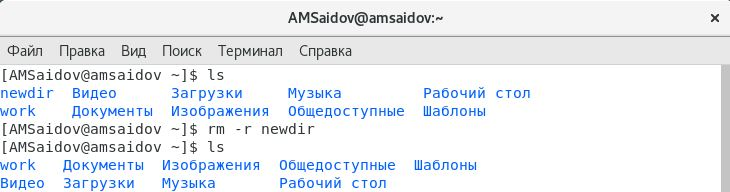 AMSaidov@amsaidov:~ ×
Файл Правка Вид Поиск Терминал Справка
[AMSaidov@amsaidov ~]$ ls
newdir Видео Загрузки Музыка Рабочий стол
work Документы Изображения Общедоступные Шаблоны
[AMSaidov@amsaidov ~]$ rm -r newdir
[AMSaidov@amsaidov ~]$ ls
work Документы Изображения Общедоступные Шаблоны
Видео Загрузки Музыка Рабочий стол